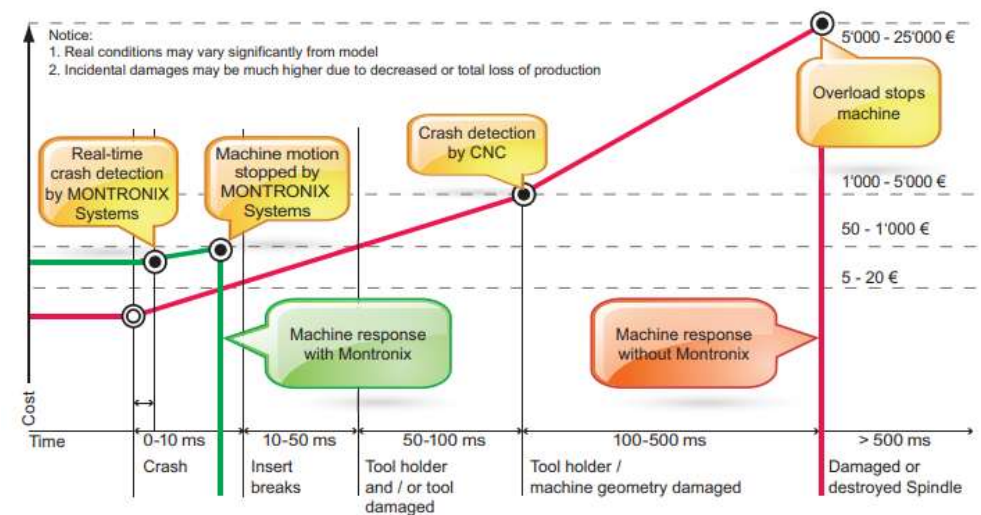 Notice:
1. Real conditions may vary significantly from model
2. Incidental damages may be much higher due to decreased or total loss of production
5'000 - 25'000 €
Overload stops
machine
Crash detection
by CNC
Real-time
crash detection
by MONTRONIX
Systems
Machine motion
stopped by
MONTRONIX
Systems
1'000 - 5'000 €
50 - 1'000 €
5 - 20 €
Machine response
with Montronix
Machine response
without Montronix
Cost
Time
0-10 ms
10-50 ms
50-100 ms
100-500 ms
> 500 ms
Crash
Insert
breaks
Tool holder
and / or tool
damaged
Tool holder /
machine geometry damaged
Damaged or
destroyed Spindle